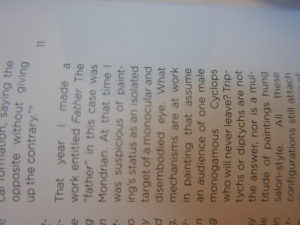 formation, saying the
opposite without giving
up the contrary."
11
That year I made a
work entitled Father. The
"father" in this case was
Mondrian. At that time I
was suspicious of paint-
ing's status as an isolated
target of a monocular and
disembodied eye. What
mechanisms are at work
in painting that assume
an audience of one male
monogamous Cyclops
who will never leave? Trip-
tychs or diptychs are not
the answer, nor is a mul-
titude of paintings hung
salon-style. All these
configurations still attach